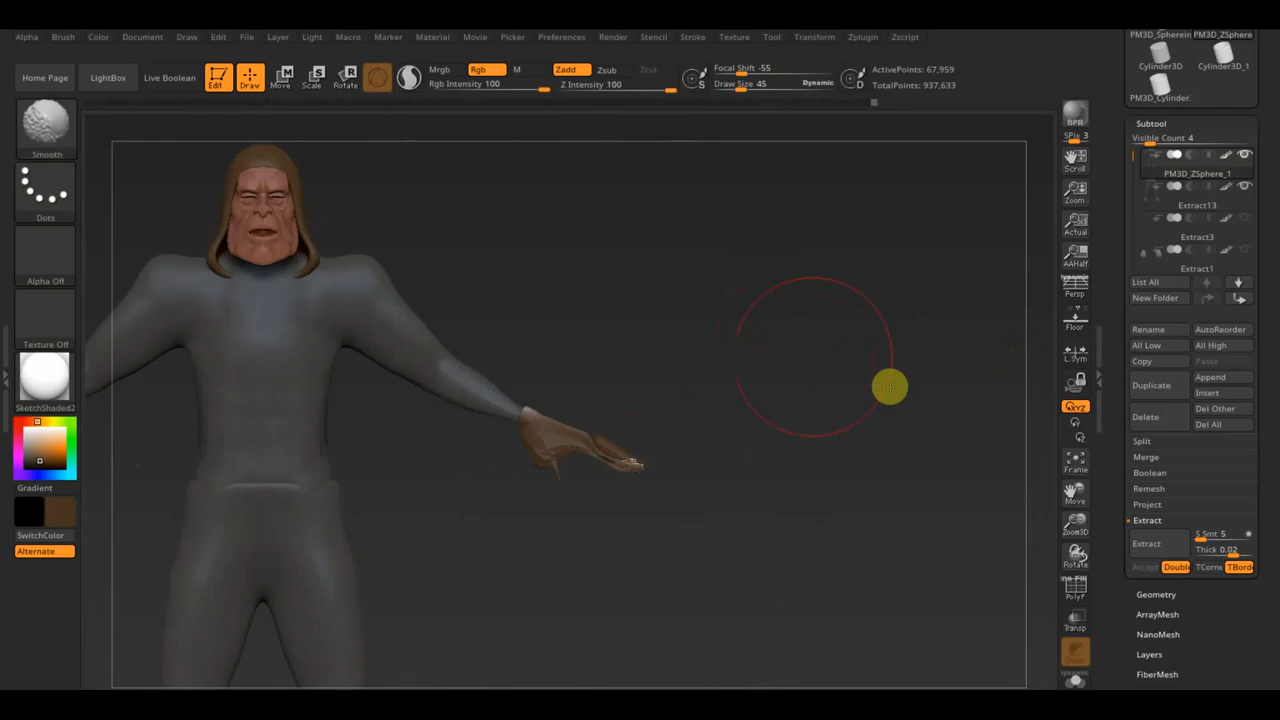 Alpha Brush Color Document Draw Edit File Layer Light Macro Marker Material Movie Picker Preferences Render Stencil Stroke Texture Tool Transform Zplugin Zscript
PM3D_Spherein PM3D_ZSphere
Cylinder3D Cylinder3D_1
PM3D_Cylinder.
Home Page LightBox Live Boolean Edit Draw Move Scale Rotate
Mrgb Rgb M Zadd Zsub Zcut
Rgb Intensity 100 Z Intensity 100
S Focal Shift -55 D
Draw Size 45 Dynamic
ActivePoints: 67,959
TotalPoints: 937,633
Smooth
Dots
Alpha Off
Texture Off
SketchShaded2
Gradient
SwitchColor
Alternate
BPR
SPix 3
Scroll
Zoom
Actual
AAHalf
Dynamic
Persp
Floor
L.Sym
XYZ
Frame
Move
Zoom3D
Rotate
PolyF
Transp
Dynamic
Subtool
Visible Count 4
PM3D_ZSphere_1
Extract13
Extract3
Extract1
List All
New Folder
Rename AutoReorder
All Low All High
Copy Paste
Duplicate Append
Insert
Delete Del Other
Del All
Split
Merge
Boolean
Remesh
Project
Extract
Extract S Smt 5
Thick 0.02
Accept Double TCorne TBord
Geometry
ArrayMesh
NanoMesh
Layers
FiberMesh